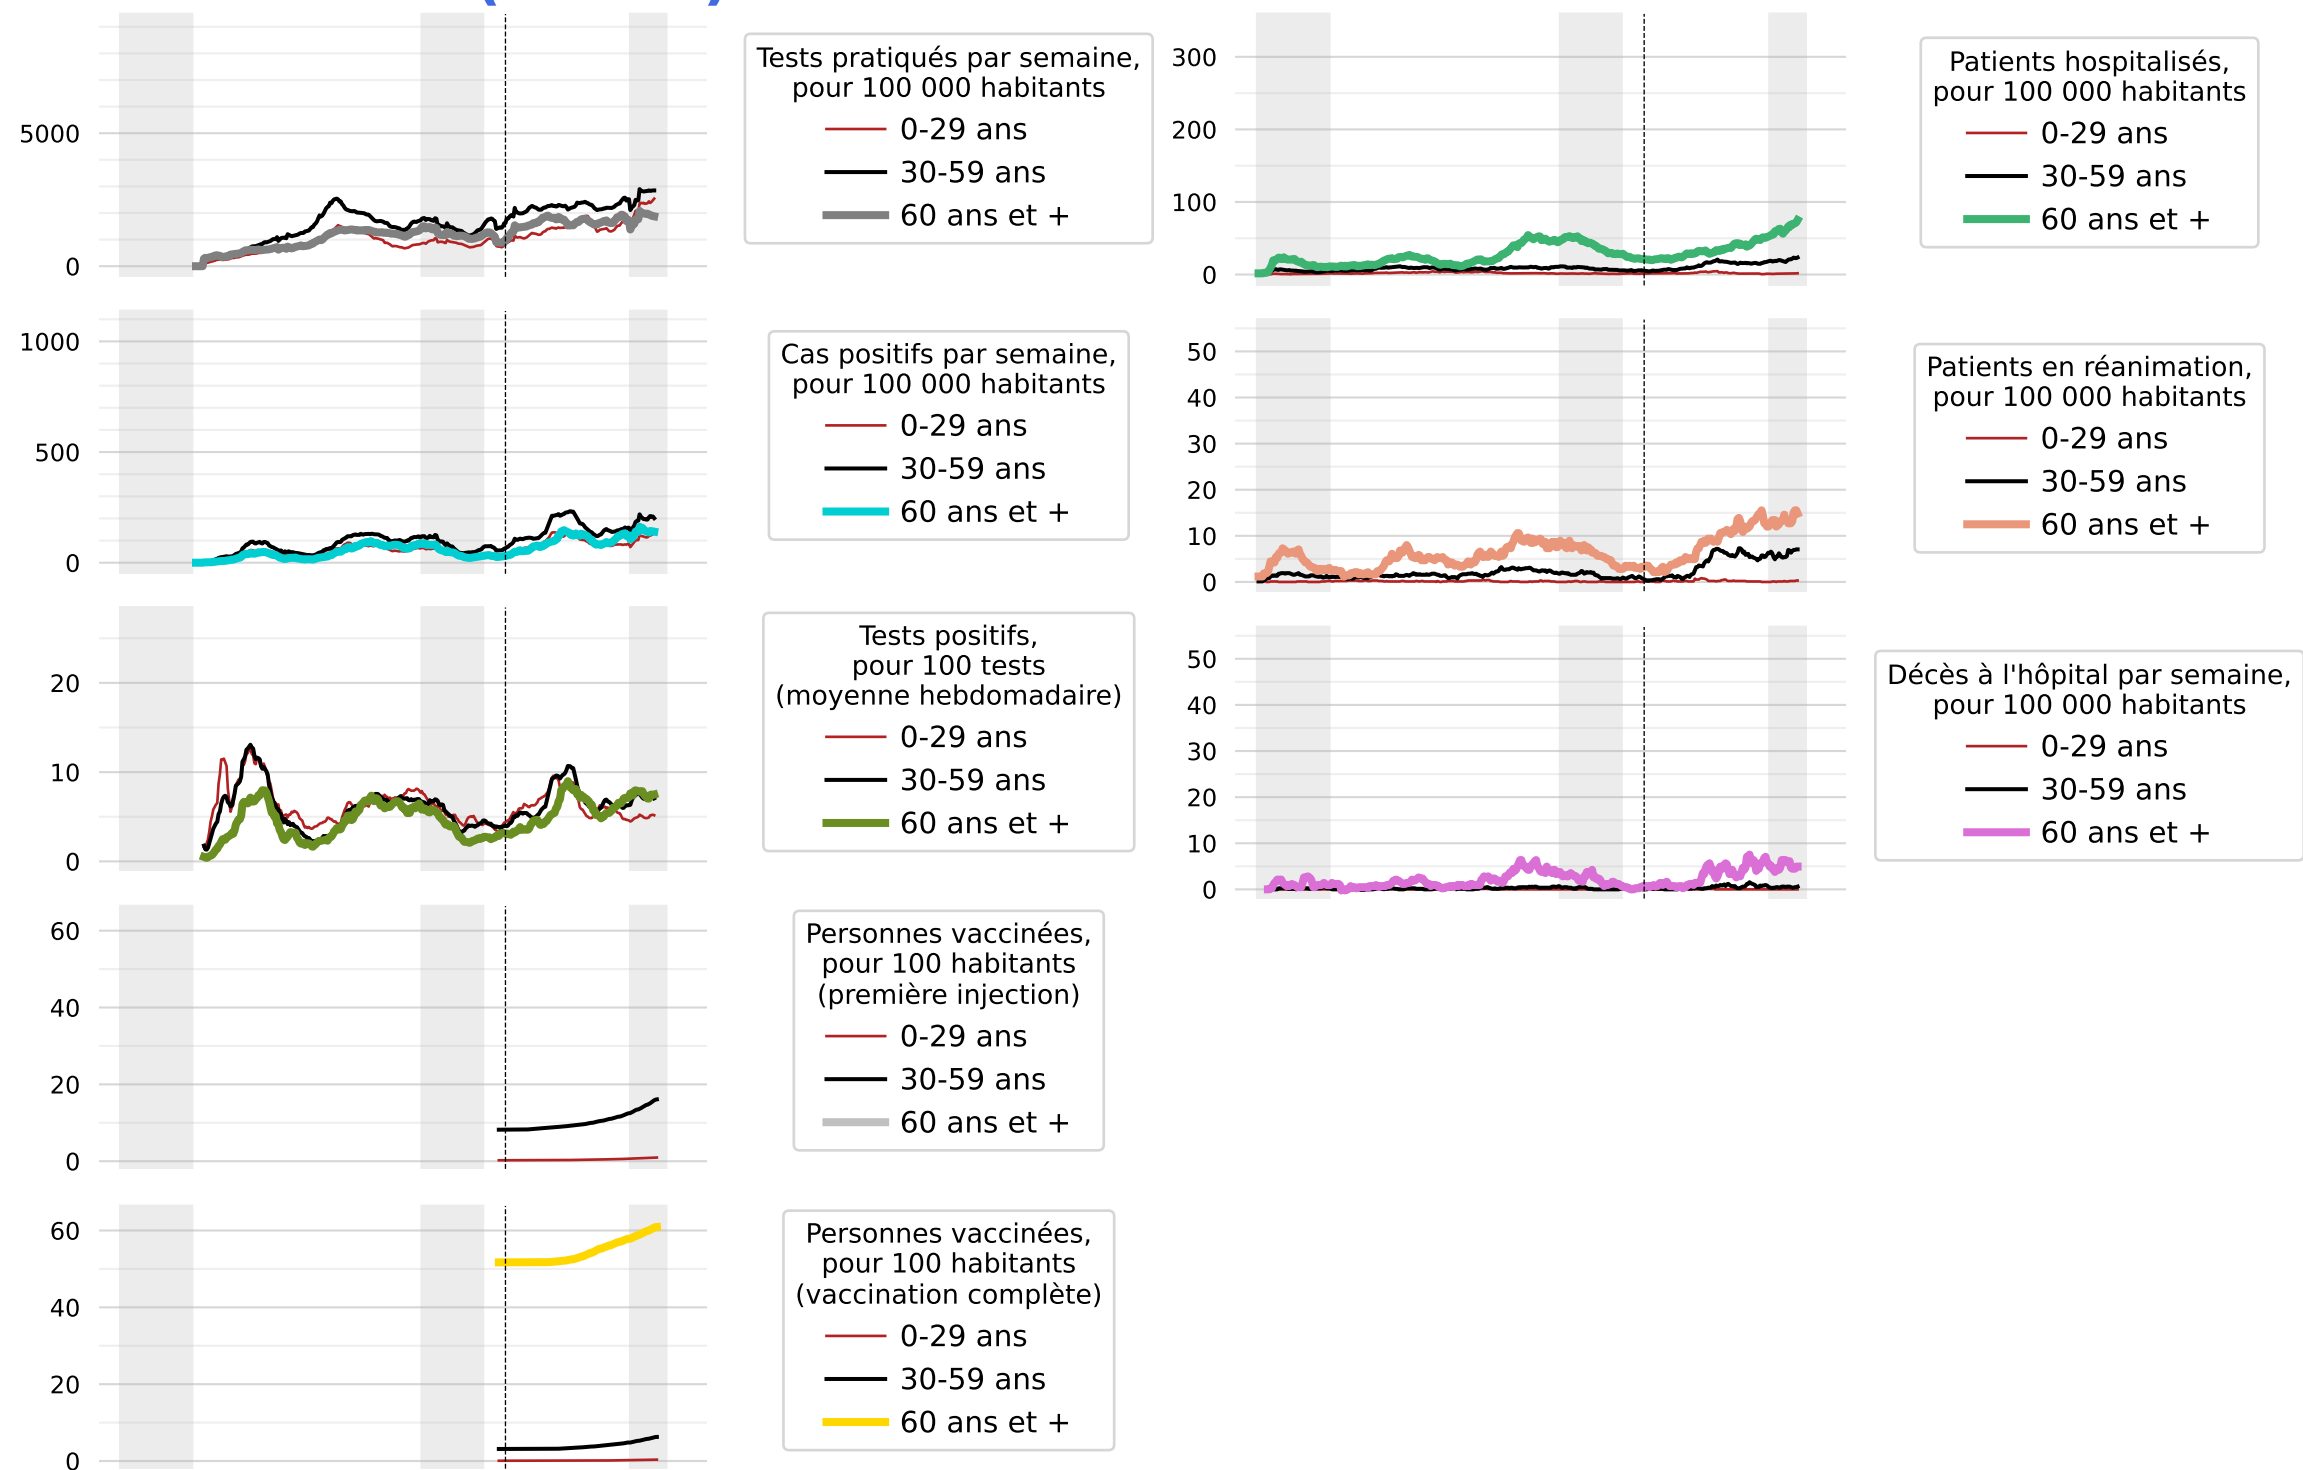 5000
0
Tests pratiqués par semaine,
pour 100 000 habitants
0-29 ans
30-59 ans
60 ans et +
1000
500
0
Cas positifs par semaine,
pour 100 000 habitants
0-29 ans
30-59 ans
60 ans et +
20
10
0
Tests positifs,
pour 100 tests
(moyenne hebdomadaire)
0-29 ans
30-59 ans
60 ans et +
60
40
20
0
Personnes vaccinées,
pour 100 habitants
(première injection)
0-29 ans
30-59 ans
60 ans et +
60
40
20
0
Personnes vaccinées,
pour 100 habitants
(vaccination complète)
0-29 ans
30-59 ans
60 ans et +
300
200
100
0
Patients hospitalisés,
pour 100 000 habitants
0-29 ans
30-59 ans
60 ans et +
50
40
30
20
10
0
Patients en réanimation,
pour 100 000 habitants
0-29 ans
30-59 ans
60 ans et +
50
40
30
20
10
0
Décès à l'hôpital par semaine,
pour 100 000 habitants
0-29 ans
30-59 ans
60 ans et +